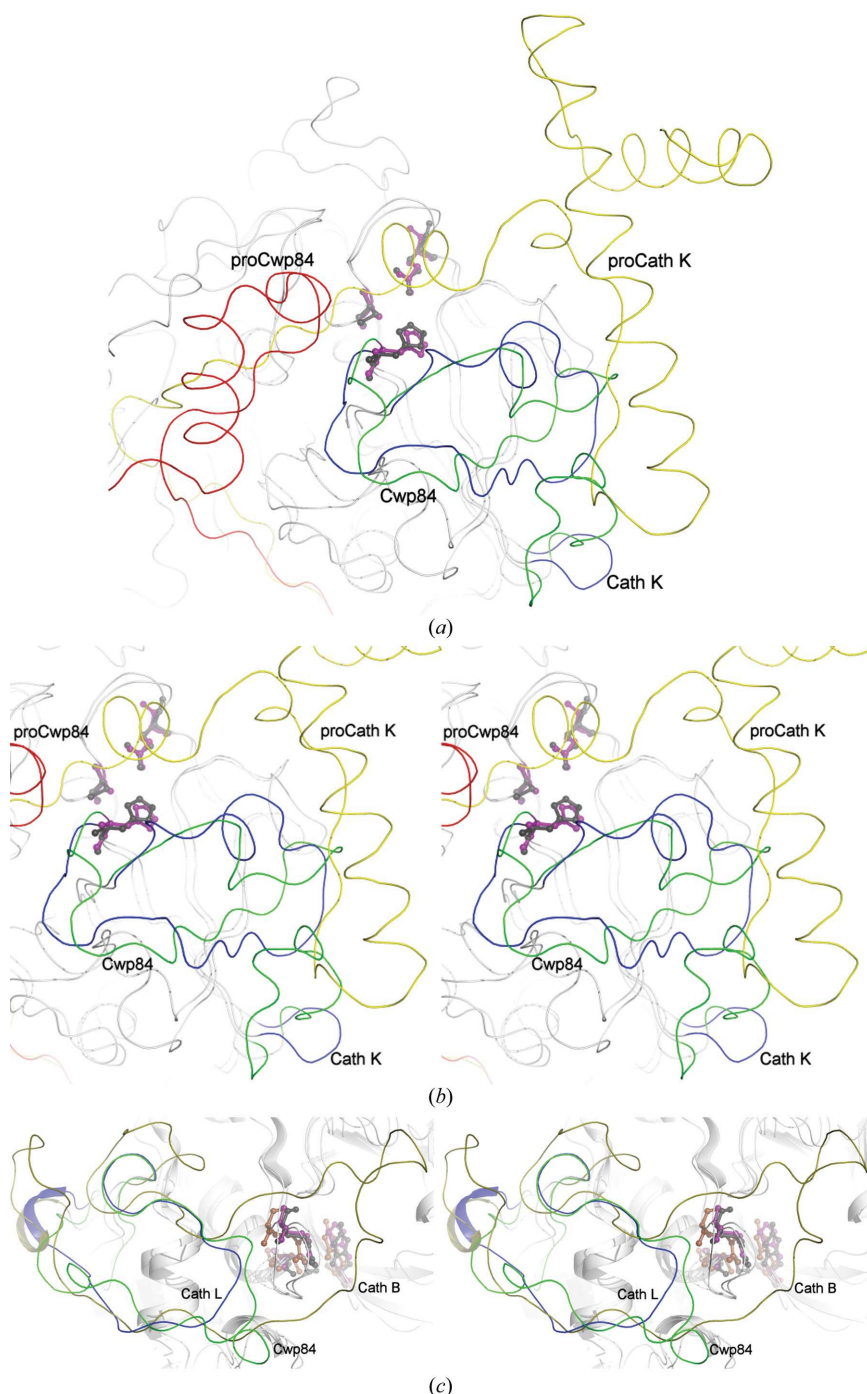 proCwp84
proCath K
Cwp84
Cath K
(a)
proCwp84
proCath K
proCwp84
proCath K
Cwp84
Cwp84
Cath K
Cath K
(b)
Cath L
Cath B
Cath L
Cath B
Cwp84
Cwp84
(c)